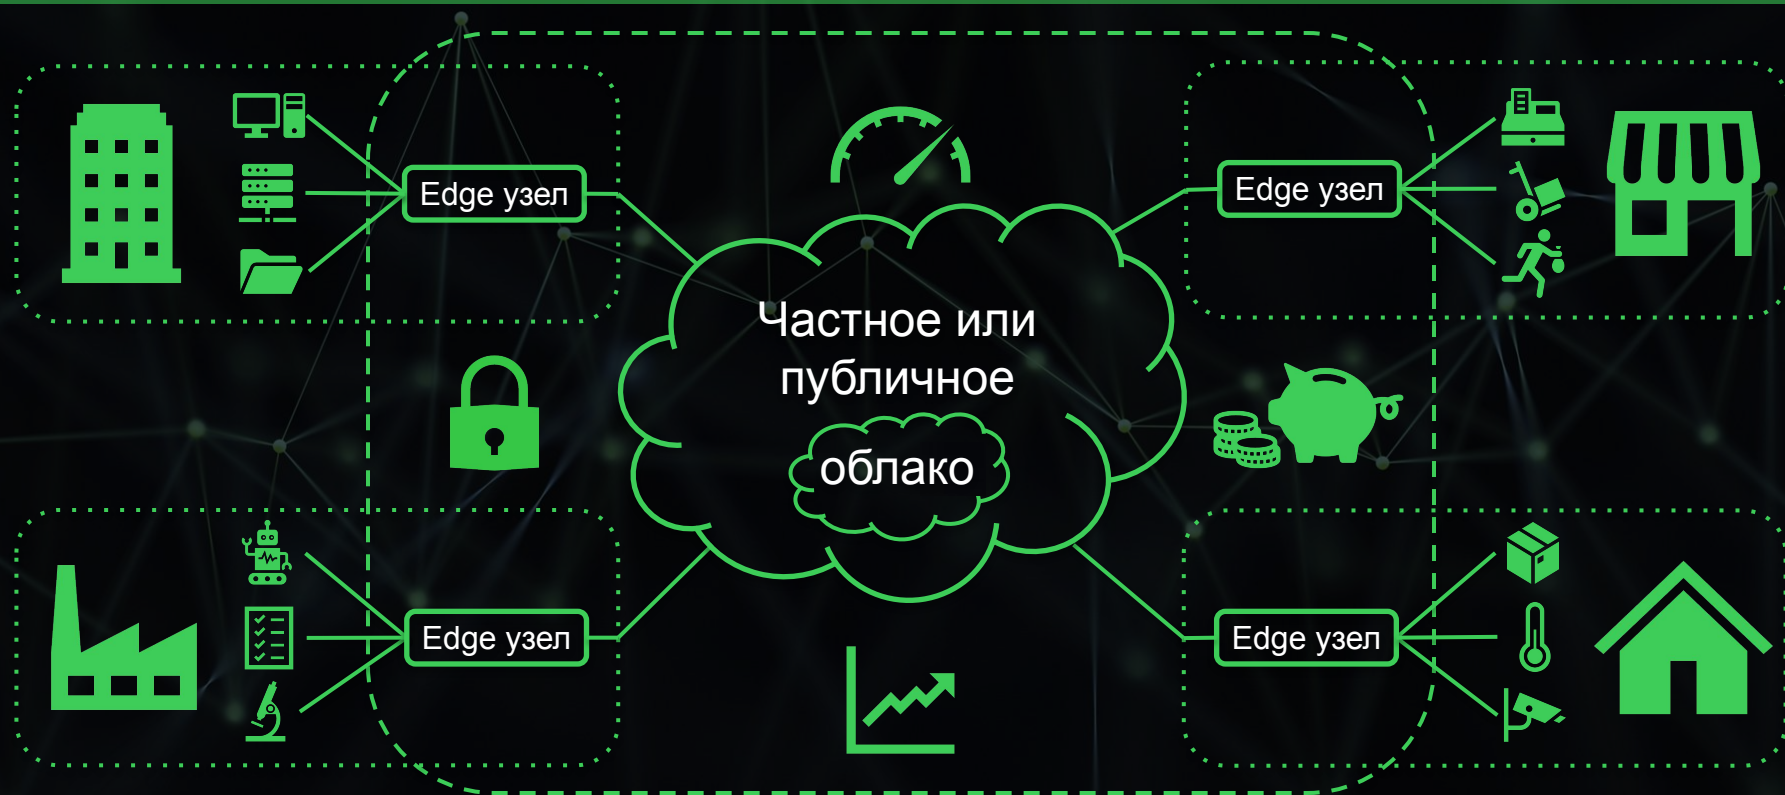 Edge узел
Edge узел
Частное или
публичное
облако
Edge узел
Edge узел